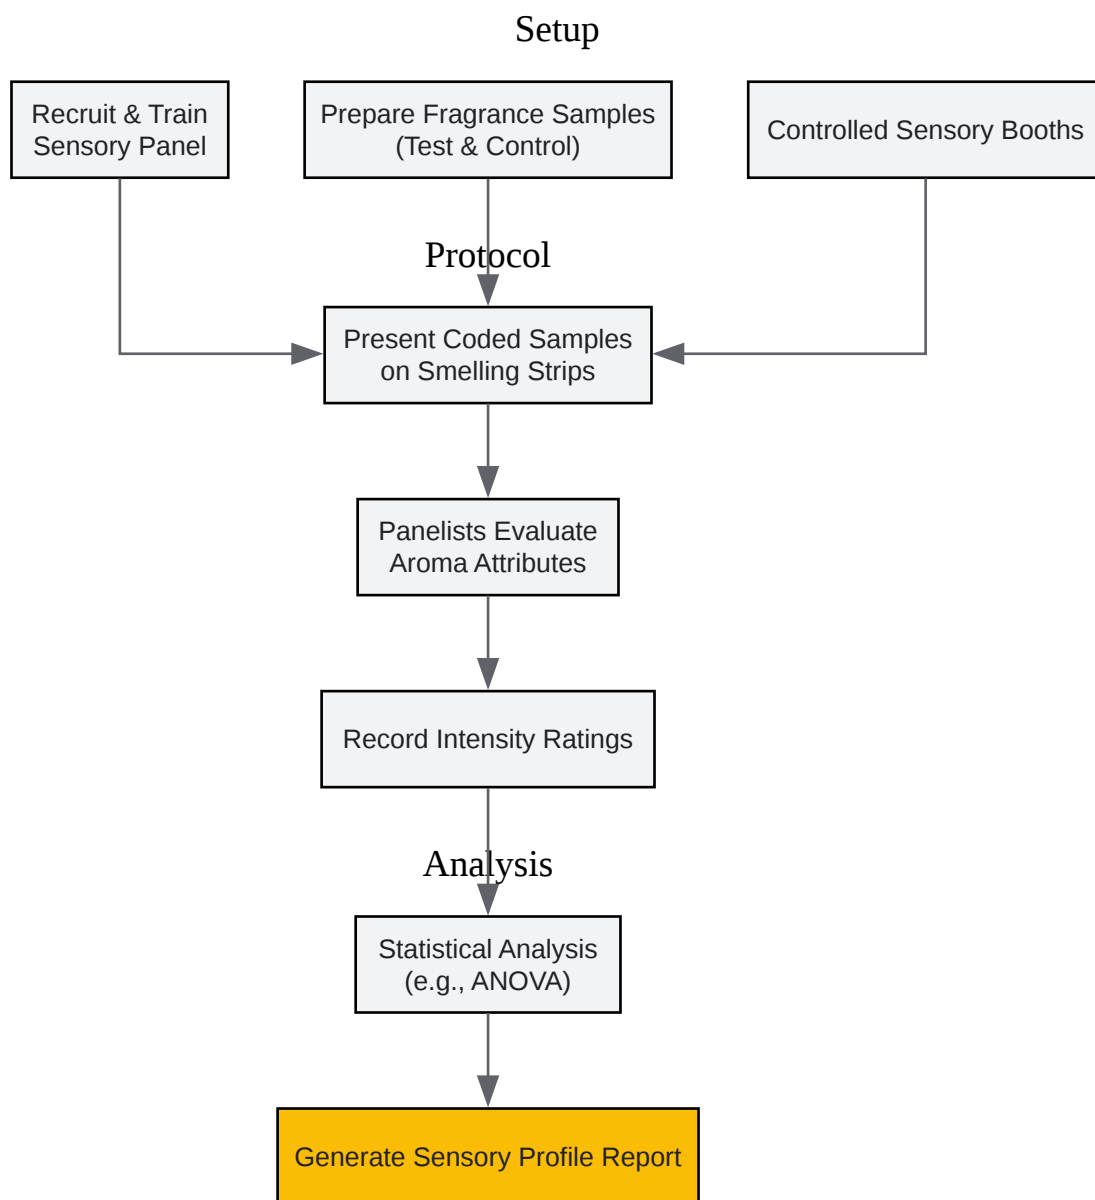 Setup
Recruit & Train
Sensory Panel
Prepare Fragrance Samples
(Test & Control)
Controlled Sensory Booths
Protocol
Present Coded Samples
on Smelling Strips
Panelists Evaluate
Aroma Attributes
Record Intensity Ratings
Analysis
Statistical Analysis
(e.g., ANOVA)
Generate Sensory Profile Report